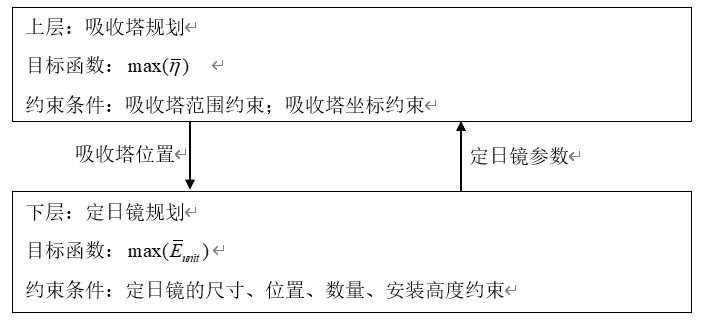 上层：吸收塔规划↵
目标函数：max(η̅) ↵
约束条件：吸收塔范围约束；吸收塔坐标约束↵
吸收塔位置↵
定日镜参数↵
下层：定日镜规划↵
目标函数：max(E̅unit) ↵
约束条件：定日镜的尺寸、位置、数量、安装高度约束↵